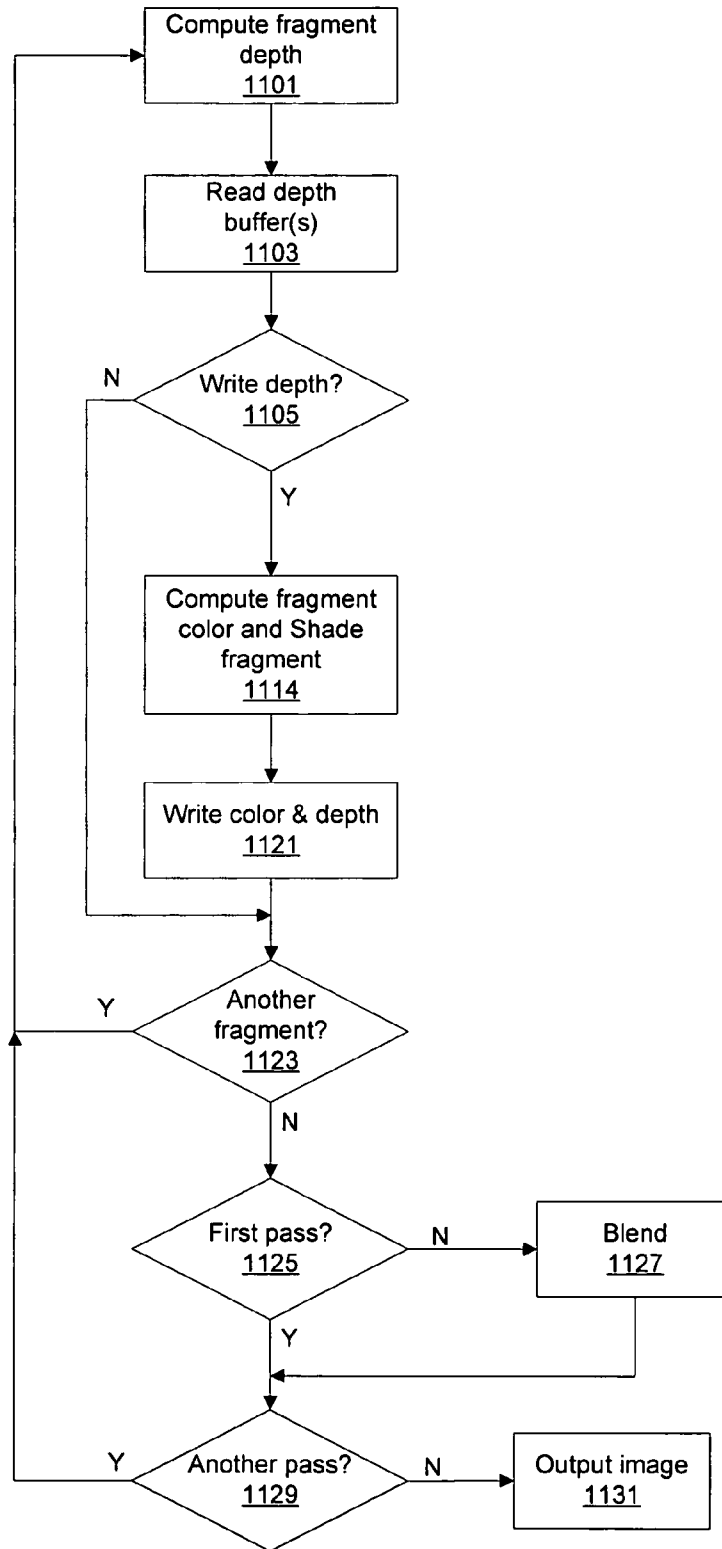 Compute fragment
depth
1101
Read depth
buffer(s)
1103
N
Write depth?
1105
Y
Compute fragment
color and Shade
fragment
1114
Write color & depth
1121
Y
Another
fragment?
1123
N
First pass?
1125
N
Blend
1127
Y
Y
Another pass?
1129
N
Output image
1131